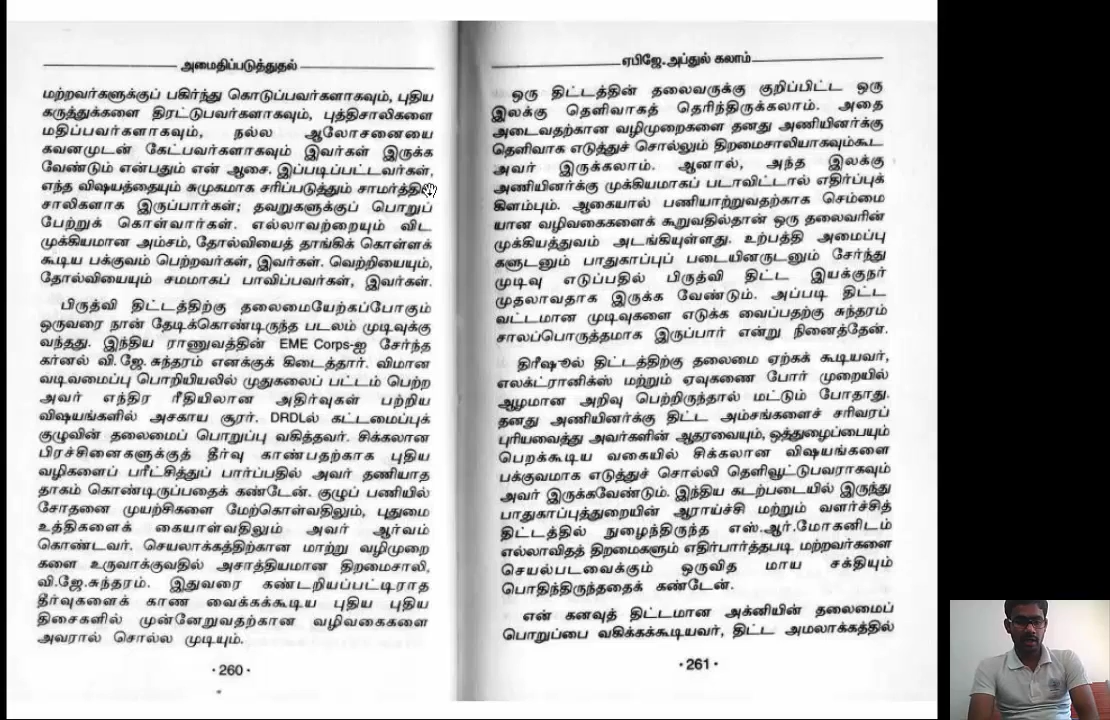 அமைதிப்படுத்துதல்
மற்றவர்களுக்குப் பகிர்ந்து கொடுப்பவர்களாகவும், புதிய
கருத்துக்களை திரட்டுபவர்களாகவும், புத்திசாலிகளை
மதிப்பவர்களாகவும், நல்ல ஆலோசனையை
கவனமுடன் கேட்பவர்களாகவும் இவர்கள் இருக்க
வேண்டும் என்பதும் என் ஆசை. இப்படிப்பட்டவர்கள்,
எந்த விஷயத்தையும் சுமுகமாக சரிப்படுத்தும் சாமர்த்திய
சாலிகளாக இருப்பார்கள்; தவறுகளுக்குப் பொறுப்
பேற்றுக் கொள்வார்கள். எல்லாவற்றையும் விட
முக்கியமான அம்சம், தோல்வியைத் தாங்கிக் கொள்ளக்
கூடிய பக்குவம் பெற்றவர்கள், இவர்கள். வெற்றியையும்,
தோல்வியையும் சமமாகப் பாவிப்பவர்கள், இவர்கள்.
பிருத்வி திட்டத்திற்கு தலைமையேற்கப்போகும்
ஒருவரை நான் தேடிக்கொண்டிருந்த படலம் முடிவுக்கு
வந்தது. இந்திய ராணுவத்தின் EME Corps-ஐ சேர்ந்த
கர்னல் வி.ஜே.சுந்தரம் எனக்குக் கிடைத்தார். விமான
வடிவமைப்பு பொறியியலில் முதுகலைப் பட்டம் பெற்ற
அவர் எந்திர ரீதியிலான அதிர்வுகள் பற்றிய
விஷயங்களில் அசகாய சூரர். DRDLல் கட்டமைப்புக்
குழுவின் தலைமைப் பொறுப்பு வகித்தவர். சிக்கலான
பிரச்சினைகளுக்குத் தீர்வு காண்பதற்காக புதிய
வழிகளைப் பரீட்சித்துப் பார்ப்பதில் அவர் தணியாத
தாகம் கொண்டிருப்பதைக் கண்டேன். குழுப் பணியில்
சோதனை முயற்சிகளை மேற்கொள்வதிலும், புதுமை
உத்திகளைக் கையாள்வதிலும் அவர் ஆர்வம்
கொண்டவர். செயலாக்கத்திற்கான மாற்று வழிமுறை
களை உருவாக்குவதில் அசாத்தியமான திறமைசாலி,
வி.ஜே.சுந்தரம். இதுவரை கண்டறியப்பட்டிராத
தீர்வுகளைக் காண வைக்கக்கூடிய புதிய புதிய
திசைகளில் முன்னேறுவதற்கான வழிவகைகளை
அவரால் சொல்ல முடியும்.
·260·
ஏபிஜே.அப்துல் கலாம்
ஒரு திட்டத்தின் தலைவருக்கு குறிப்பிட்ட ஒரு
இலக்கு தெளிவாகத் தெரிந்திருக்கலாம். அதை
அடைவதற்கான வழிமுறைகளை தனது அணியினர்க்கு
தெளிவாக எடுத்துச் சொல்லும் திறமைசாலியாகவும்கூட
அவர் இருக்கலாம். ஆனால், அந்த இலக்கு
அணியினர்க்கு முக்கியமாகப் படாவிட்டால் எதிர்ப்புக்
கிளம்பும். ஆகையால் பணியாற்றுவதற்காக செம்மை
யான வழிவகைகளைக் கூறுவதில்தான் ஒரு தலைவரின்
முக்கியத்துவம் அடங்கியுள்ளது. உற்பத்தி அமைப்பு
களுடனும் பாதுகாப்புப் படையினருடனும் சேர்ந்து
முடிவு எடுப்பதில் பிருத்வி திட்ட இயக்குநர்
முதலாவதாக இருக்க வேண்டும். அப்படி திட்ட
வட்டமான முடிவுகளை எடுக்க வைப்பதற்கு சுந்தரம்
சாலப்பொருத்தமாக இருப்பார் என்று நினைத்தேன்.
திரீஷூல் திட்டத்திற்கு தலைமை ஏற்கக் கூடியவர்,
எலக்ட்ரானிக்ஸ் மற்றும் ஏவுகணை போர் முறையில்
ஆழமான அறிவு பெற்றிருந்தால் மட்டும் போதாது.
தனது அணியினர்க்கு திட்ட அம்சங்களைச் சரிவரப்
புரியவைத்து அவர்களின் ஆதரவையும், ஒத்துழைப்பையும்
பெறக்கூடிய வகையில் சிக்கலான விஷயங்களை
பக்குவமாக எடுத்துச் சொல்லி தெளிவூட்டுபவராகவும்
அவர் இருக்கவேண்டும். இந்திய கடற்படையில் இருந்து
பாதுகாப்புத்துறையின் ஆராய்ச்சி மற்றும் வளர்ச்சித்
திட்டத்தில் நுழைந்திருந்த எஸ்.ஆர்.மோகனிடம்
எல்லாவிதத் திறமைகளும் எதிர்பார்த்தபடி மற்றவர்களை
செயல்படவைக்கும் ஒருவித மாய சக்தியும்
பொதிந்திருந்ததைக் கண்டேன்.
என் கனவுத் திட்டமான அக்னியின் தலைமைப்
பொறுப்பை வகிக்கக்கூடியவர், திட்ட அமலாக்கத்தில்
·261·